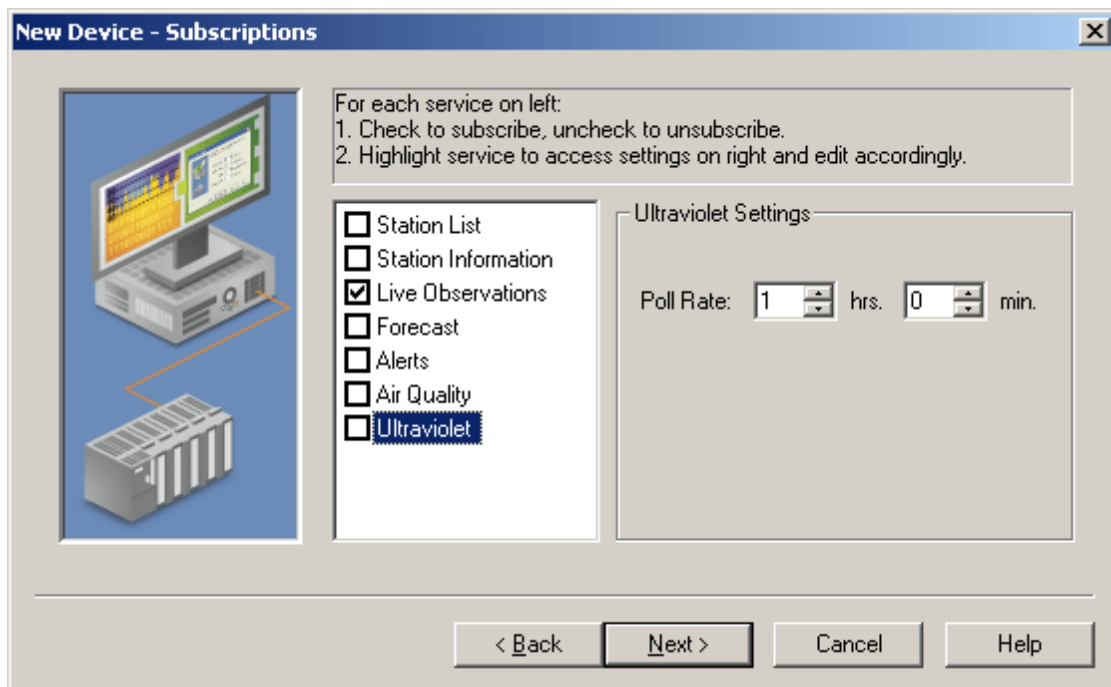 New Device - Subscriptions
For each service on left:
1. Check to subscribe, uncheck to unsubscribe.
2. Highlight service to access settings on right and edit accordingly.
Station List
Station Information
Live Observations
Forecast
Alerts
Air Quality
Ultraviolet
Ultraviolet Settings
Poll Rate: 1 hrs. 0 min.
< Back Next > Cancel Help